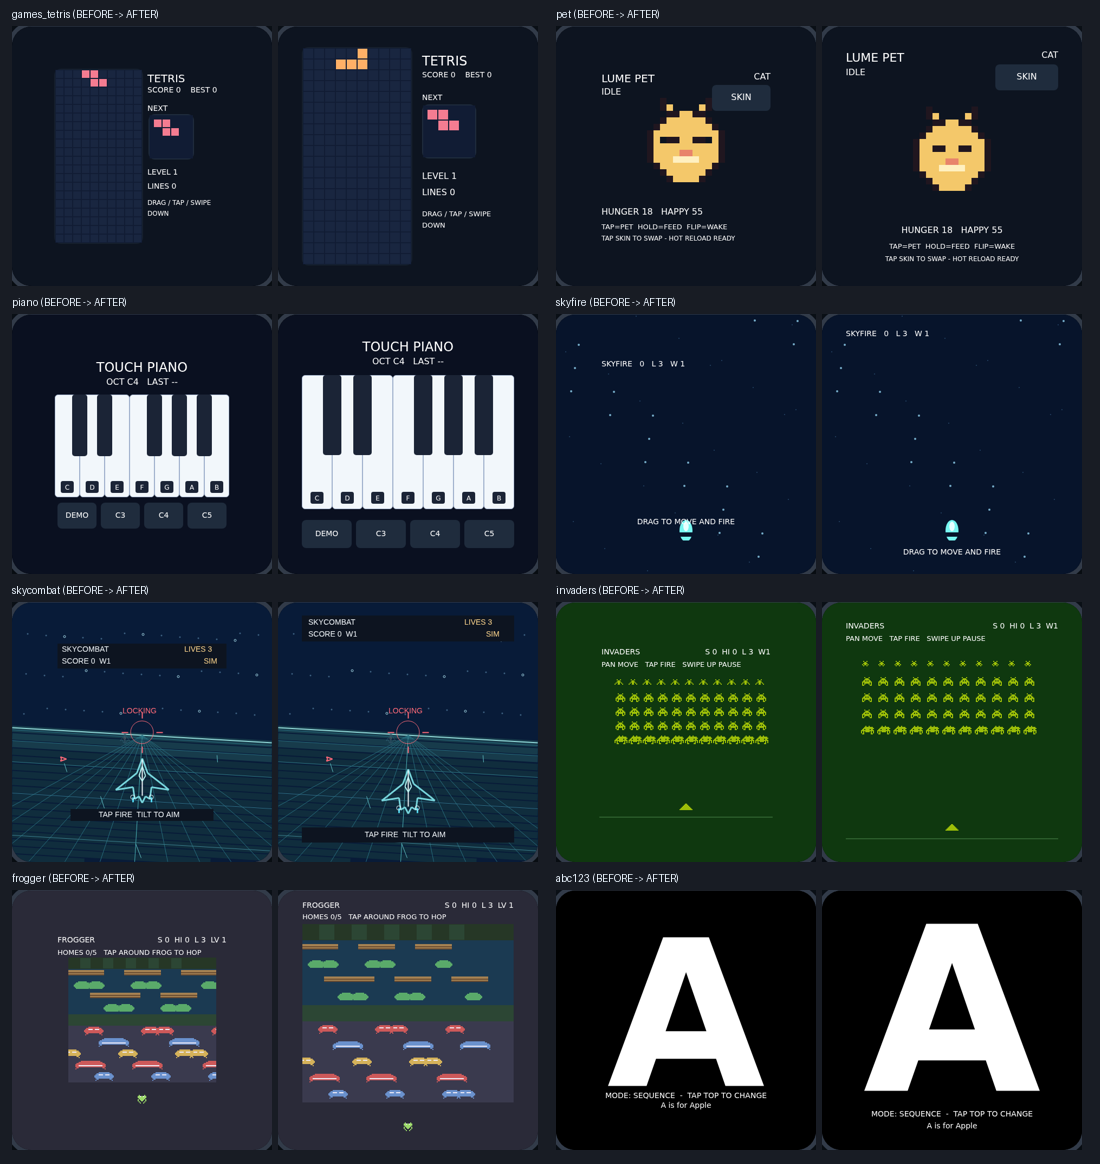 games_tetris (BEFORE -> AFTER)
TETRIS
SCORE 0 BEST 0
NEXT
LEVEL 1
LINES 0
DRAG / TAP / SWIPE
DOWN
TETRIS
SCORE 0 BEST 0
NEXT
LEVEL 1
LINES 0
DRAG / TAP / SWIPE
DOWN
pet (BEFORE -> AFTER)
LUME PET
CAT
IDLE
SKIN
HUNGER 18 HAPPY 55
TAP=PET HOLD=FEED FLIP=WAKE
TAP SKIN TO SWAP - HOT RELOAD READY
LUME PET
CAT
IDLE
SKIN
HUNGER 18 HAPPY 55
TAP=PET HOLD=FEED FLIP=WAKE
TAP SKIN TO SWAP - HOT RELOAD READY
piano (BEFORE -> AFTER)
TOUCH PIANO
OCT C4 LAST --
C D E F G A B
DEMO C3 C4 C5
TOUCH PIANO
OCT C4 LAST --
C D E F G A B
DEMO C3 C4 C5
skyfire (BEFORE -> AFTER)
SKYFIRE 0 L 3 W 1
DRAG TO MOVE AND FIRE
SKYFIRE 0 L 3 W 1
DRAG TO MOVE AND FIRE
skycombat (BEFORE -> AFTER)
SKYCOMBAT LIVES 3
SCORE 0 W1 SIM
LOCKING
TAP FIRE TILT TO AIM
SKYCOMBAT LIVES 3
SCORE 0 W1 SIM
LOCKING
TAP FIRE TILT TO AIM
invaders (BEFORE -> AFTER)
INVADERS S 0 HI 0 L 3 W1
PAN MOVE TAP FIRE SWIPE UP PAUSE
INVADERS S 0 HI 0 L 3 W1
PAN MOVE TAP FIRE SWIPE UP PAUSE
frogger (BEFORE -> AFTER)
FROGGER S 0 HI 0 L 3 LV 1
HOMES 0/5 TAP AROUND FROG TO HOP
FROGGER S 0 HI 0 L 3 LV 1
HOMES 0/5 TAP AROUND FROG TO HOP
abc123 (BEFORE -> AFTER)
A
MODE: SEQUENCE - TAP TOP TO CHANGE
A is for Apple
A
MODE: SEQUENCE - TAP TOP TO CHANGE
A is for Apple